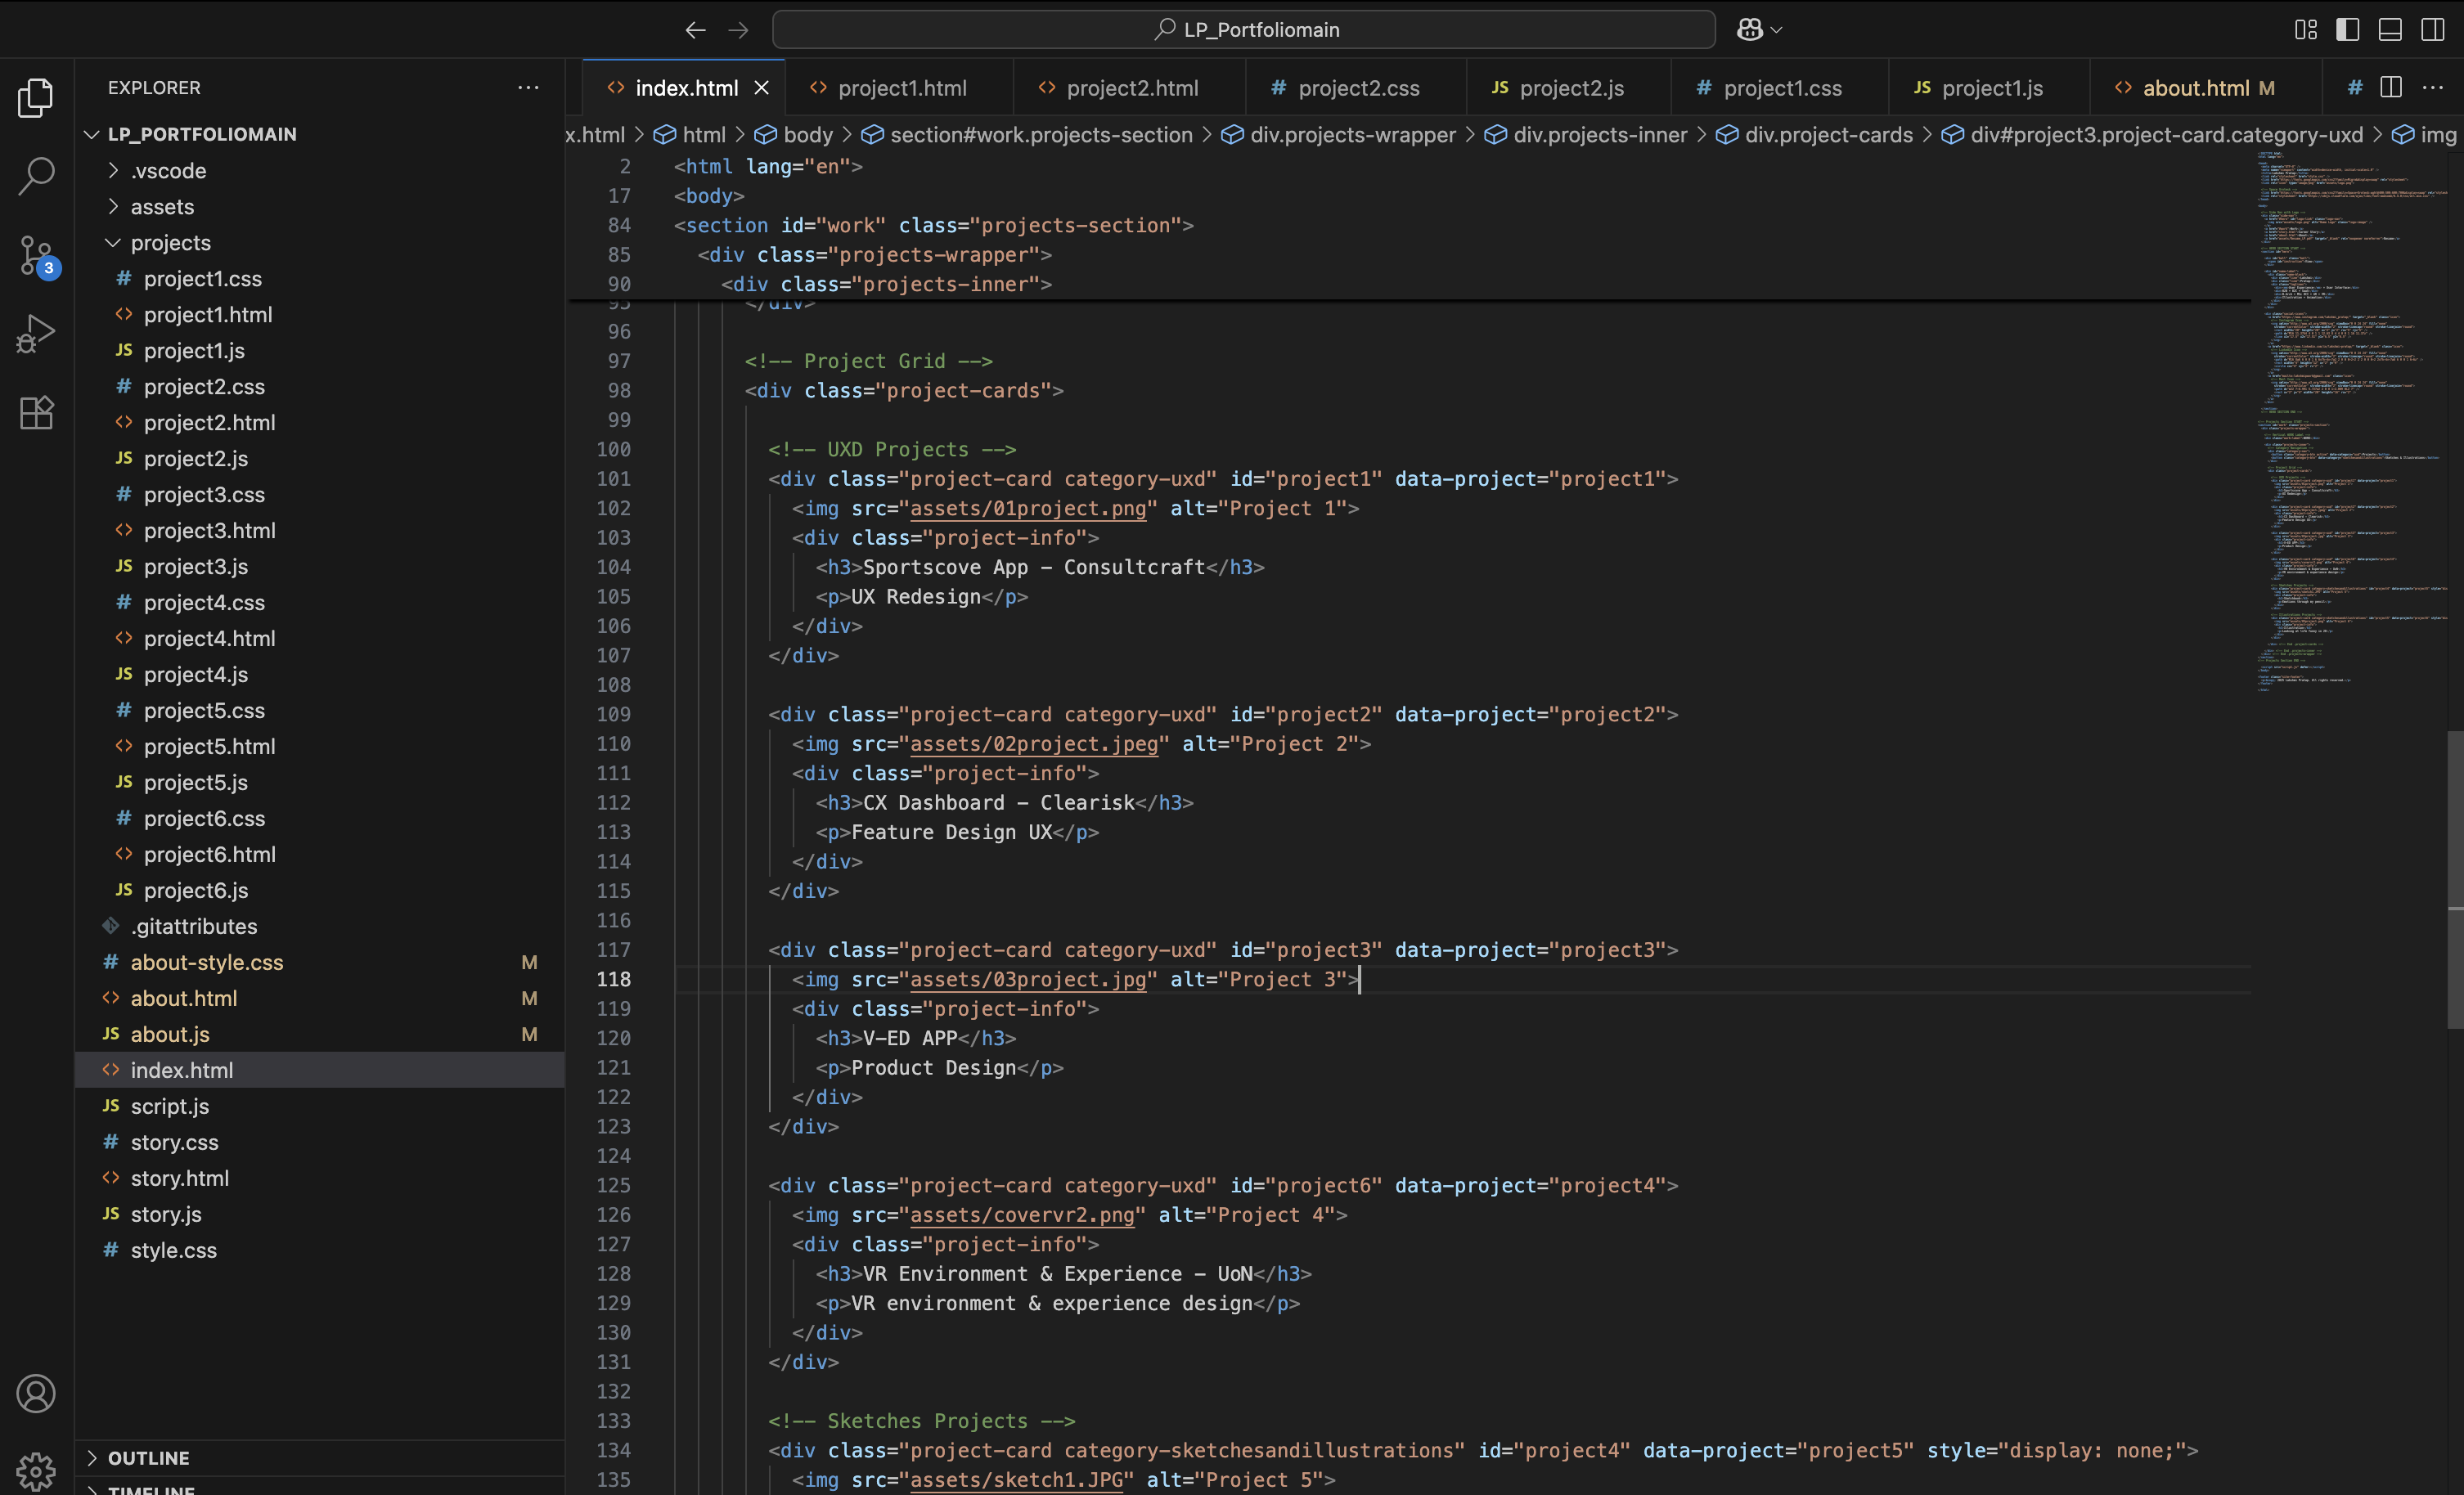 LP_Portfoliomain
EXPLORER
LP_PORTFOLIOMAIN
.vscode
assets
projects
# project1.css
<> project1.html
JS project1.js
# project2.css
<> project2.html
JS project2.js
# project3.css
<> project3.html
JS project3.js
# project4.css
<> project4.html
JS project4.js
# project5.css
<> project5.html
JS project5.js
# project6.css
<> project6.html
JS project6.js
.gitattributes
# about-style.css M
<> about.html M
JS about.js M
<> index.html
JS script.js
# story.css
<> story.html
JS story.js
# style.css
OUTLINE
TIMELINE
3
<> index.html <> project1.html <> project2.html # project2.css JS project2.js # project1.css JS project1.js <> about.html M #
x.html > html > body > section#work.projects-section > div.projects-wrapper > div.projects-inner > div.project-cards > div#project3.project-card.category-uxd > img
2 <html lang="en">
17 <body>
84 <section id="work" class="projects-section">
85 <div class="projects-wrapper">
90 <div class="projects-inner">
95 </div>
96
97 <!-- Project Grid -->
98 <div class="project-cards">
99
100 <!-- UXD Projects -->
101 <div class="project-card category-uxd" id="project1" data-project="project1">
102 <img src="assets/01project.png" alt="Project 1">
103 <div class="project-info">
104 <h3>Sportscove App – Consultcraft</h3>
105 <p>UX Redesign</p>
106 </div>
107 </div>
108
109 <div class="project-card category-uxd" id="project2" data-project="project2">
110 <img src="assets/02project.jpeg" alt="Project 2">
111 <div class="project-info">
112 <h3>CX Dashboard – Clearisk</h3>
113 <p>Feature Design UX</p>
114 </div>
115 </div>
116
117 <div class="project-card category-uxd" id="project3" data-project="project3">
118 <img src="assets/03project.jpg" alt="Project 3">
119 <div class="project-info">
120 <h3>V-ED APP</h3>
121 <p>Product Design</p>
122 </div>
123 </div>
124
125 <div class="project-card category-uxd" id="project6" data-project="project4">
126 <img src="assets/covervr2.png" alt="Project 4">
127 <div class="project-info">
128 <h3>VR Environment & Experience – UoN</h3>
129 <p>VR environment & experience design</p>
130 </div>
131 </div>
132
133 <!-- Sketches Projects -->
134 <div class="project-card category-sketchesandillustrations" id="project4" data-project="project5" style="display: none;">
135 <img src="assets/sketch1.JPG" alt="Project 5">